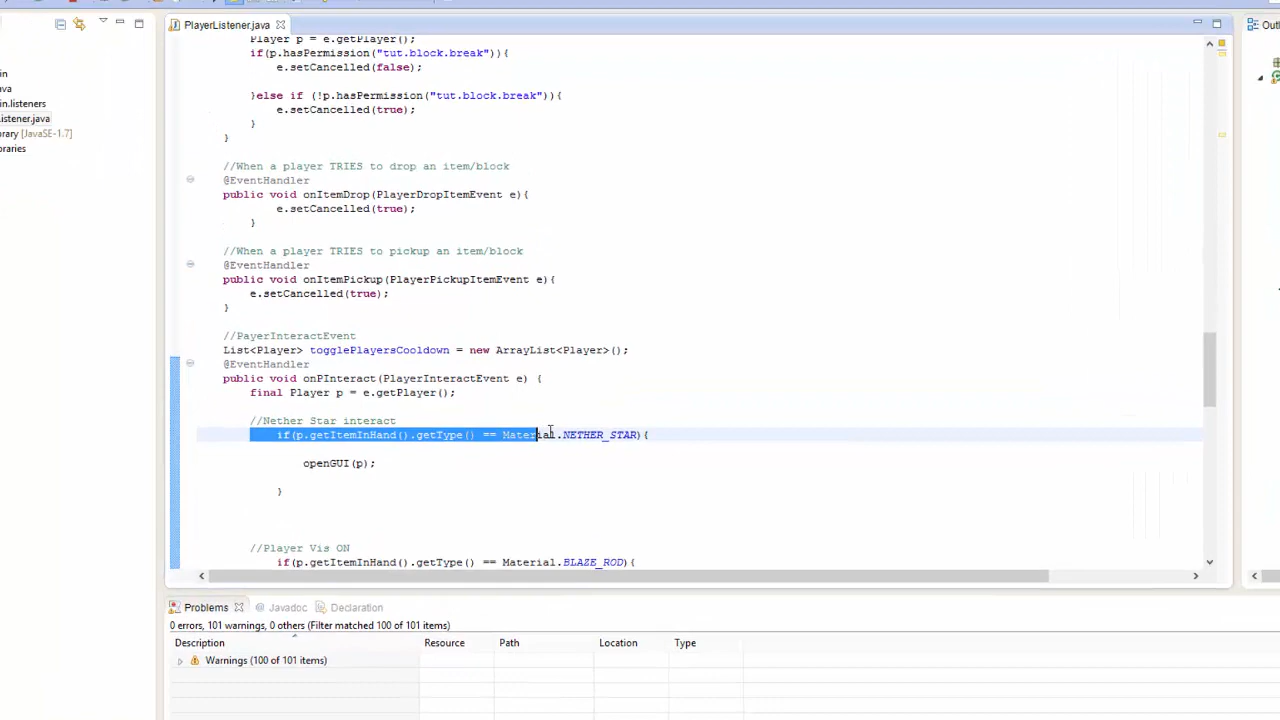 PlayerListener.java
Outl
in
ava
in.listeners
istener.java
rary [JavaSE-1.7]
braries
Player p = e.getPlayer();
if(p.hasPermission("tut.block.break")){
e.setCancelled(false);
}else if (!p.hasPermission("tut.block.break")){
e.setCancelled(true);
}
}
//When a player TRIES to drop an item/block
@EventHandler
public void onItemDrop(PlayerDropItemEvent e){
e.setCancelled(true);
}
//When a player TRIES to pickup an item/block
@EventHandler
public void onItemPickup(PlayerPickupItemEvent e){
e.setCancelled(true);
}
//PayerInteractEvent
List<Player> togglePlayersCooldown = new ArrayList<Player>();
@EventHandler
public void onPInteract(PlayerInteractEvent e) {
final Player p = e.getPlayer();
//Nether Star interact
if(p.getItemInHand().getType() == Material.NETHER_STAR){
openGUI(p);
}
//Player Vis ON
if(p.getItemInHand().getType() == Material.BLAZE_ROD){
Problems
Javadoc
Declaration
0 errors, 101 warnings, 0 others (Filter matched 100 of 101 items)
Description Resource Path Location Type
Warnings (100 of 101 items)